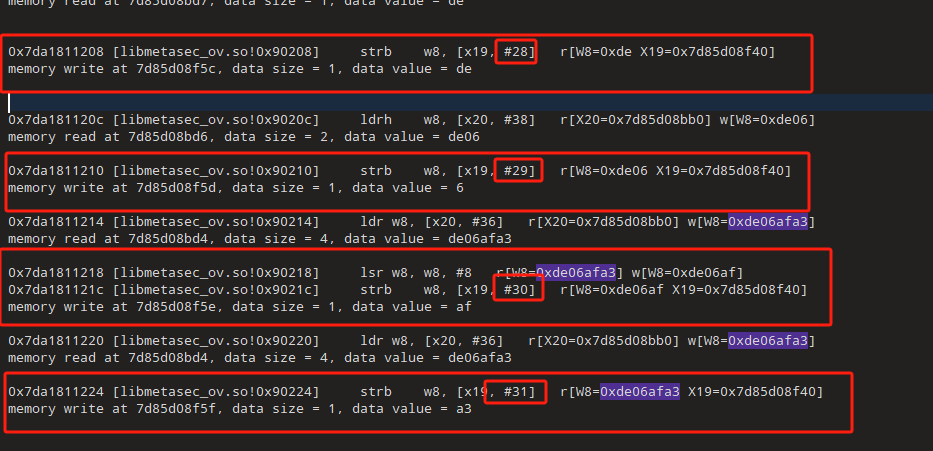 memory read at 7d85d08bd7, data size = 1, data value = de
0x7da1811208 [libmetasec_ov.so!0x90208] strb w8, [x19, #28] r[W8=0xde X19=0x7d85d08f40]
memory write at 7d85d08f5c, data size = 1, data value = de
0x7da181120c [libmetasec_ov.so!0x9020c] ldrh w8, [x20, #38] r[X20=0x7d85d08bb0] w[W8=0xde06]
memory read at 7d85d08bd6, data size = 2, data value = de06
0x7da1811210 [libmetasec_ov.so!0x90210] strb w8, [x19, #29] r[W8=0xde06 X19=0x7d85d08f40]
memory write at 7d85d08f5d, data size = 1, data value = 6
0x7da1811214 [libmetasec_ov.so!0x90214] ldr w8, [x20, #36] r[X20=0x7d85d08bb0] w[W8=0xde06afa3]
memory read at 7d85d08bd4, data size = 4, data value = de06afa3
0x7da1811218 [libmetasec_ov.so!0x90218] lsr w8, w8, #8 r[W8=0xde06afa3] w[W8=0xde06af]
0x7da181121c [libmetasec_ov.so!0x9021c] strb w8, [x19, #30] r[W8=0xde06af X19=0x7d85d08f40]
memory write at 7d85d08f5e, data size = 1, data value = af
0x7da1811220 [libmetasec_ov.so!0x90220] ldr w8, [x20, #36] r[X20=0x7d85d08bb0] w[W8=0xde06afa3]
memory read at 7d85d08bd4, data size = 4, data value = de06afa3
0x7da1811224 [libmetasec_ov.so!0x90224] strb w8, [x19, #31] r[W8=0xde06afa3 X19=0x7d85d08f40]
memory write at 7d85d08f5f, data size = 1, data value = a3